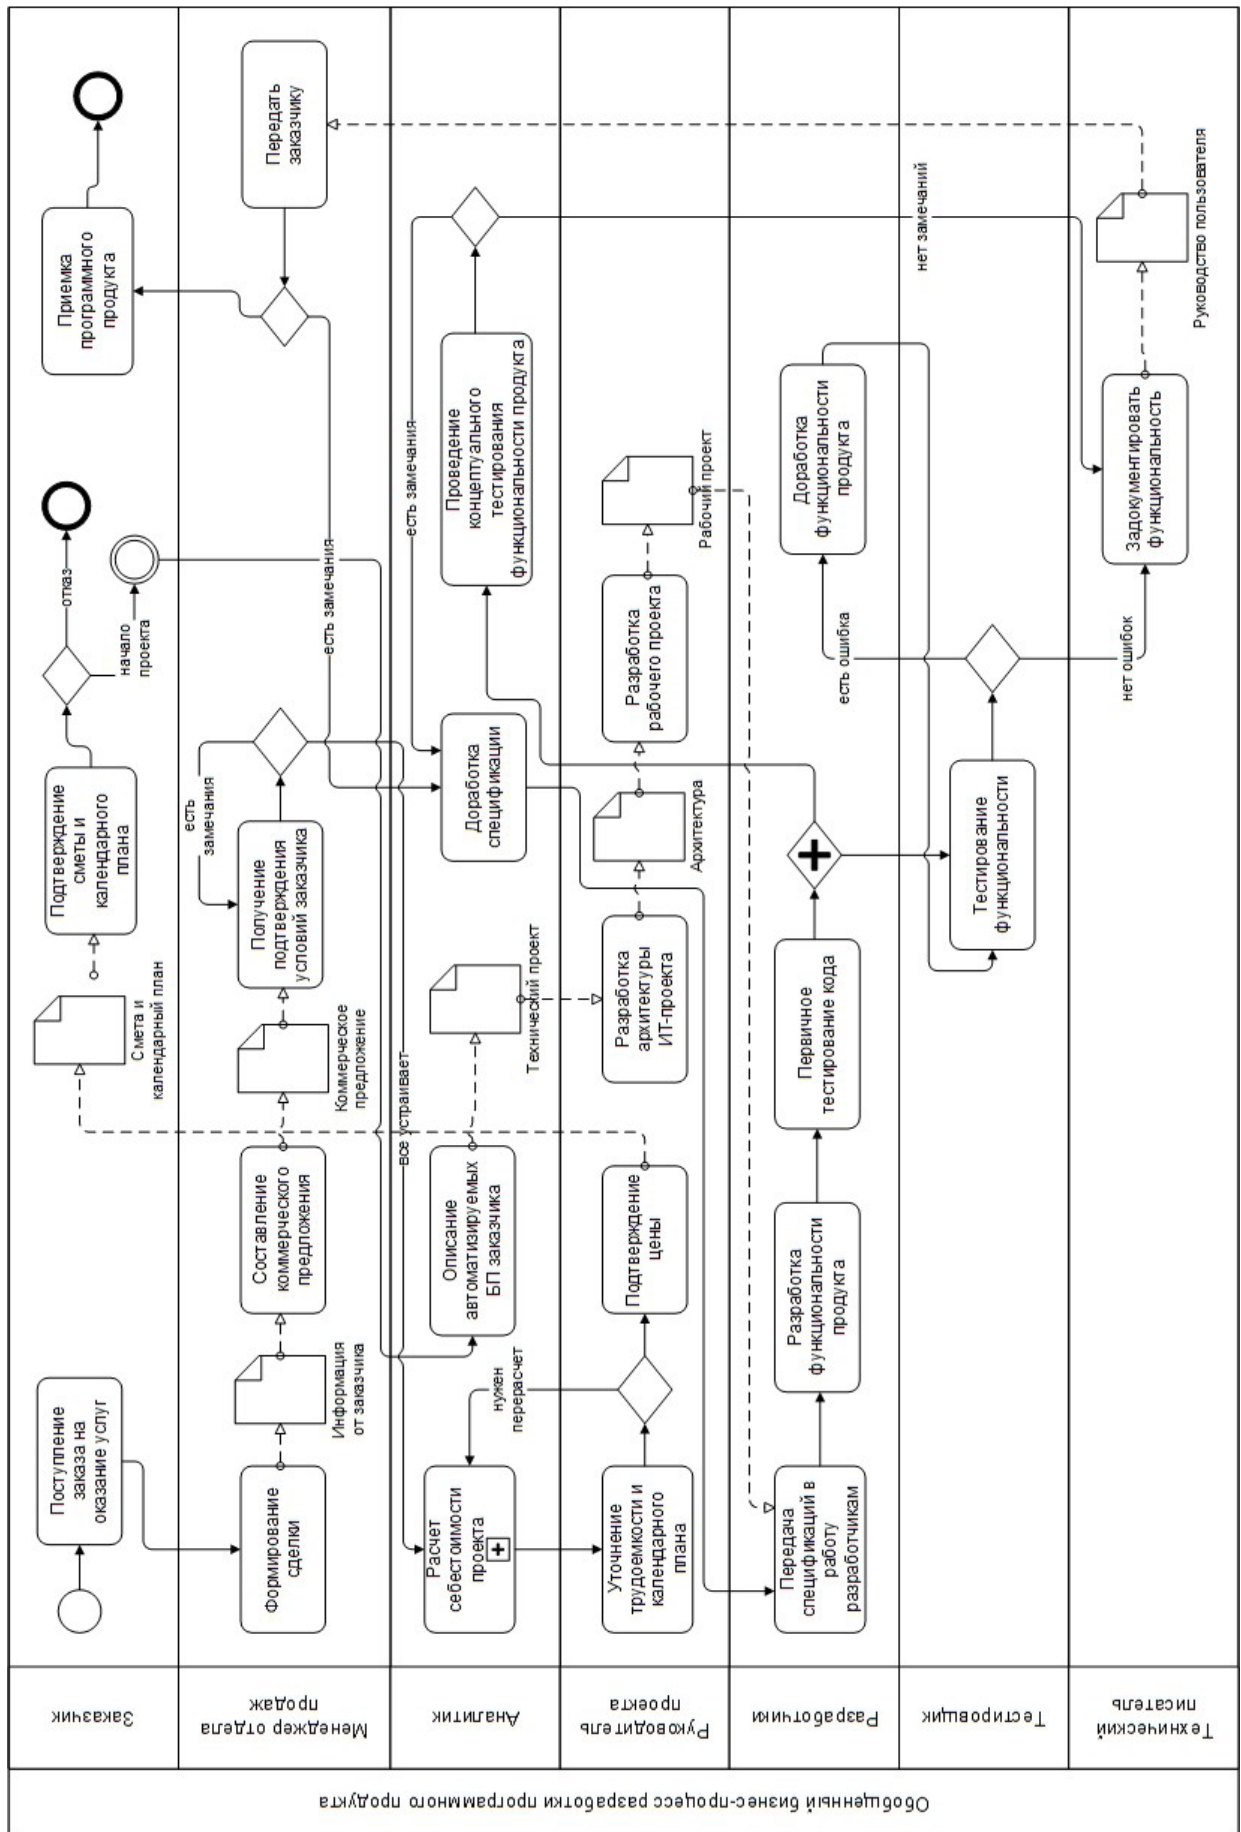 Обобщенный бизнес-процесс разработки программного продукта
Заказчик
Поступление
заказа на
оказание услуг
Смета и
календарный план
Подтверждение
сметы и
календарного
плана
отказ
начало
проекта
Приемка
программного
продукта
Менеджер отдела
продаж
Формирование
сделки
Информация
от заказчика
Составление
коммерческого
предложения
Коммерческое
предложение
Получение
подтверждения
условий заказчика
есть
замечания
все устраивает
есть замечания
Передать
заказчику
Аналитик
Расчет
себестоимости
проекта
нужен
перерасчет
Описание
автоматизируемых
БП заказчика
Технический проект
Доработка
спецификации
есть замечания
Проведение
концептуального
тестирования
функциональности продукта
Руководитель
проекта
Уточнение
трудоемкости и
календарного
плана
Подтверждение
цены
Разработка
архитектуры
ИТ-проекта
Архитектура
Разработка
рабочего проекта
Рабочий проект
Разработчики
Передача
спецификаций в
работу
разработчикам
Разработка
функциональности
продукта
Первичное
тестирование кода
есть ошибка
Доработка
функциональности
продукта
Тестировщик
Тестирование
функциональности
нет замечаний
Технический
писатель
нет ошибок
Задокументировать
функциональность
Руководство пользователя